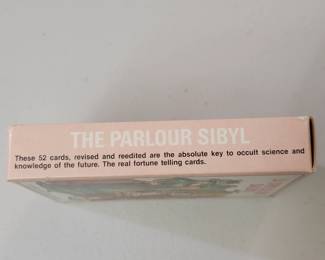 THE PARLOUR SIBYL
These 52 cards, revised and reedited are the absolute key to occult science and
knowledge of the future. The real fortune telling cards.